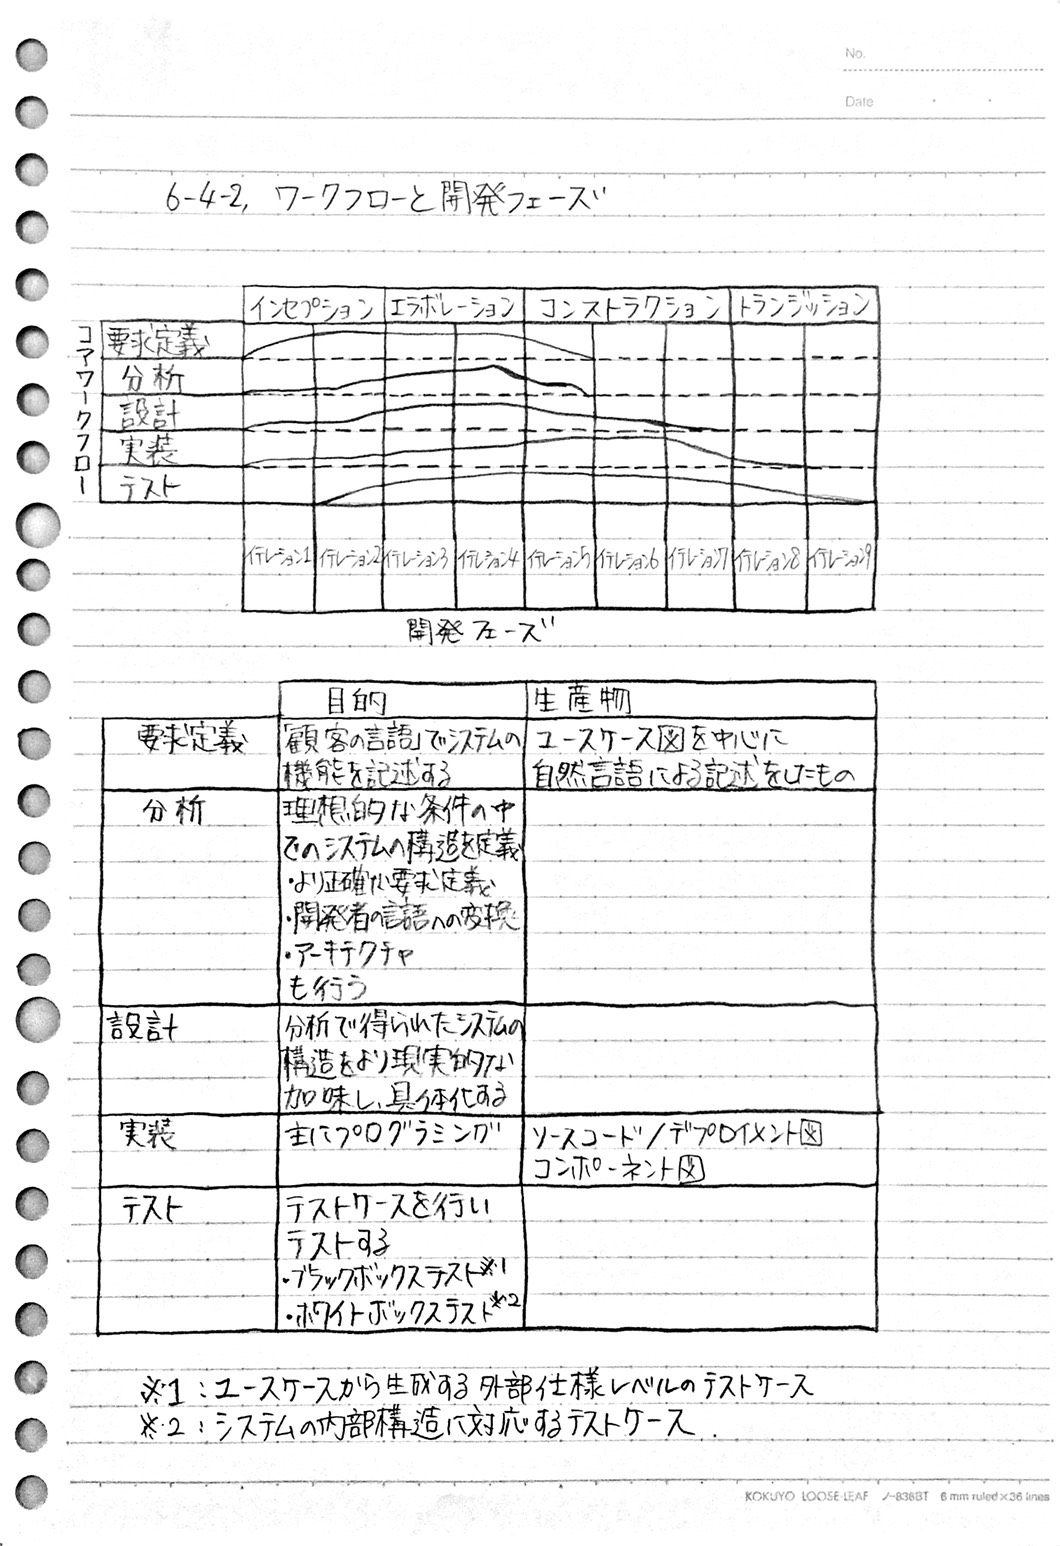 No.
Date
6-4-2, ワークフローと開発フェーズ
インセプション エラボレーション コンストラクション トランジッション
コアワークフロー
要求定義
分析
設計
実装
テスト
イテレーション1 イテレーション2 イテレーション3 イテレーション4 イテレーション5 イテレーション6 イテレーション7 イテレーション8 イテレーション9
開発フェーズ
目的 生産物
要求定義 「顧客の言語」でシステムの ユースケース図を中心に
機能を記述する 自然言語による記述をしたもの
分析 理想的な条件の中
でのシステムの構造を定義
・より正確な要求定義
・開発者の言語への変換
・アーキテクチャ
も行う
設計 分析で得られたシステムの
構造をより現実的な
加味し、具体化する
実装 主にプログラミング ソースコード/デプロイメント図
コンポーネント図
テスト テストケースを行い
テストする
・ブラックボックステスト※1
・ホワイトボックステスト※2
※1:ユースケースから生成する外部仕様レベルのテストケース
※2:システムの内部構造に対応するテストケース.
KOKUYO LOOSE-LEAF ノ-836BT 6 mm ruled×36 lines